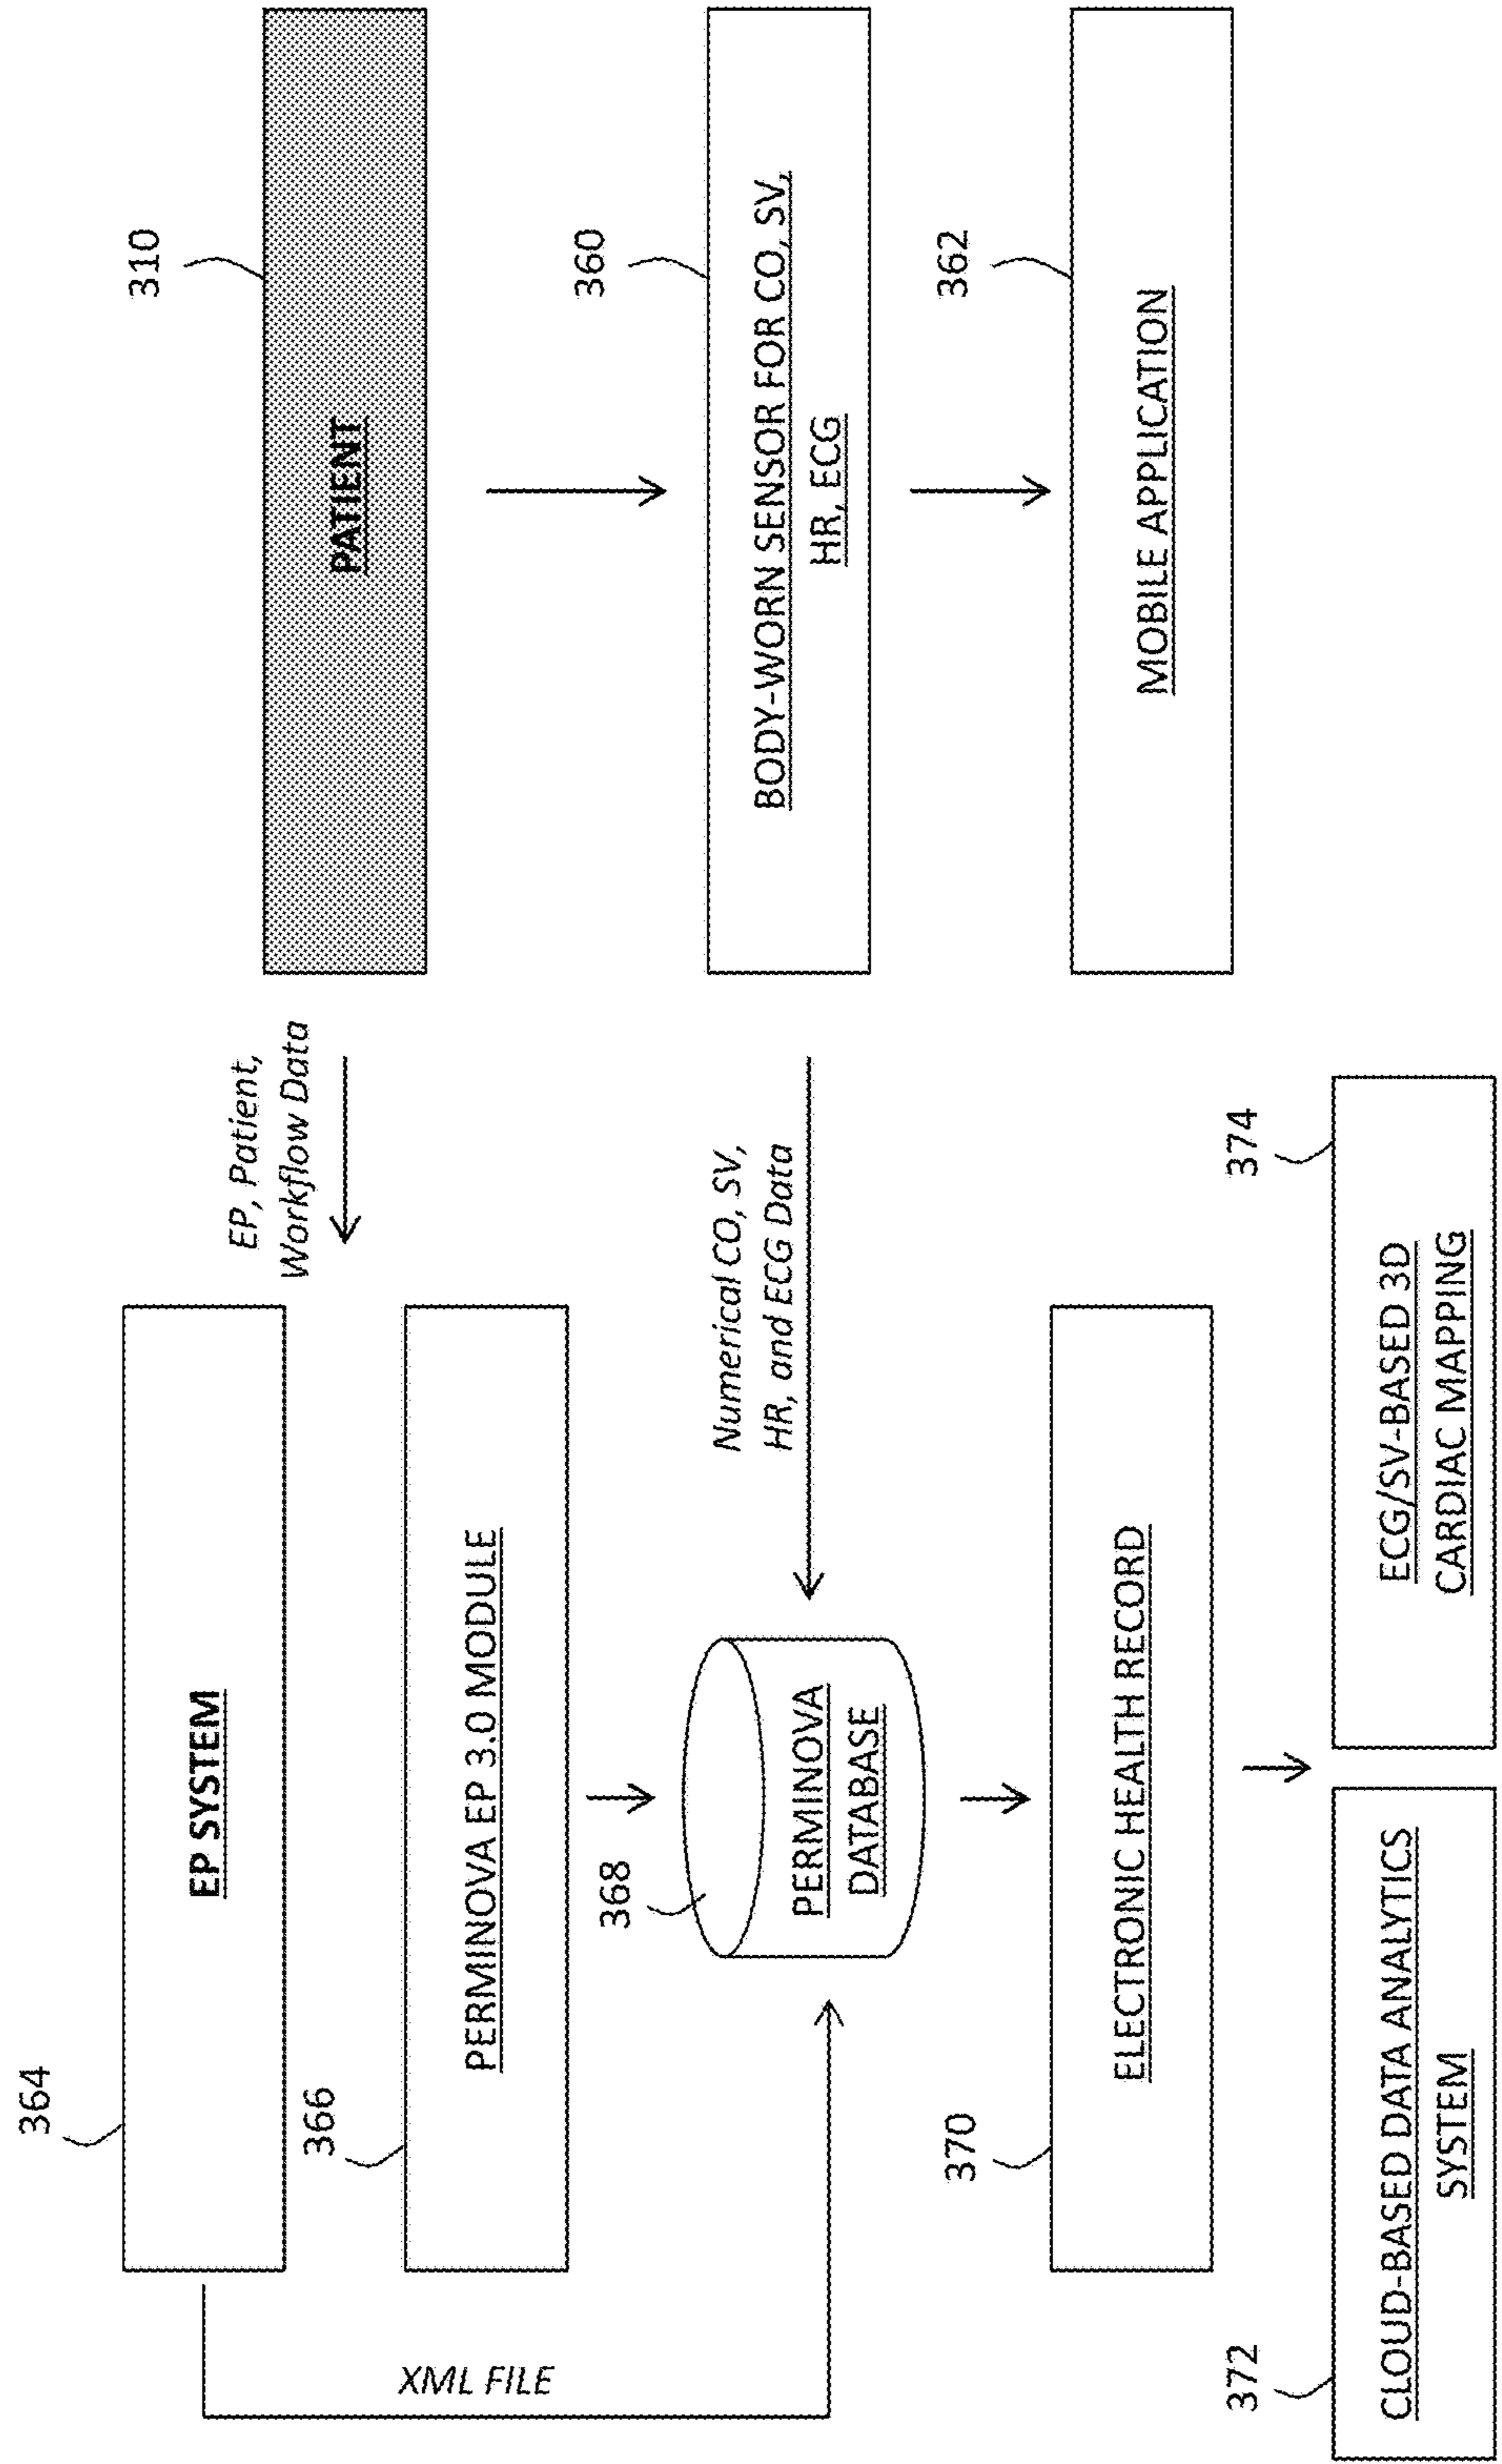 364
EP SYSTEM
EP, Patient,
Workflow Data
310
PATIENT
366
PERMINOVA EP 3.0 MODULE
XML FILE
368
PERMINOVA
DATABASE
Numerical CO, SV,
HR, and ECG Data
360
BODY-WORN SENSOR FOR CO, SV,
HR, ECG
370
ELECTRONIC HEALTH RECORD
362
MOBILE APPLICATION
372
CLOUD-BASED DATA ANALYTICS
SYSTEM
374
ECG/SV-BASED 3D
CARDIAC MAPPING